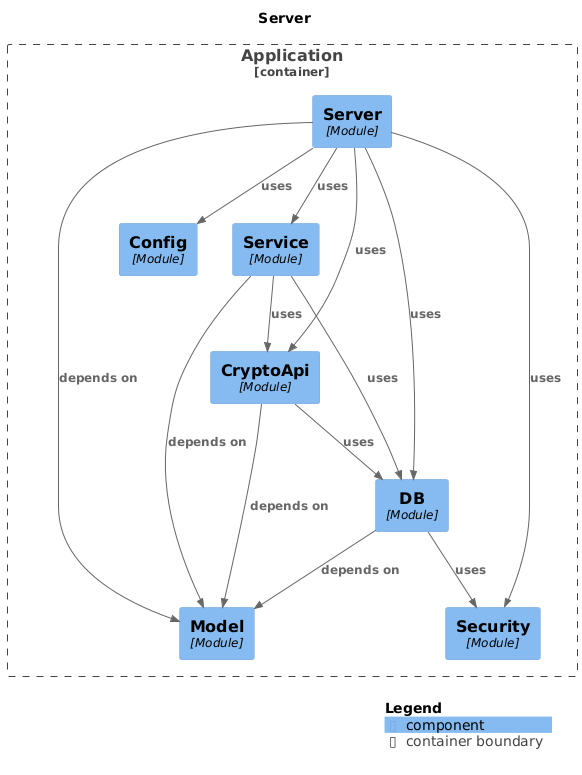 Server
Application
[container]
Server
[Module]
uses
uses
Config
[Module]
Service
[Module]
uses
uses
uses
CryptoApi
[Module]
depends on
uses
uses
depends on
uses
DB
[Module]
depends on
depends on
uses
Model
[Module]
Security
[Module]
Legend
component
container boundary